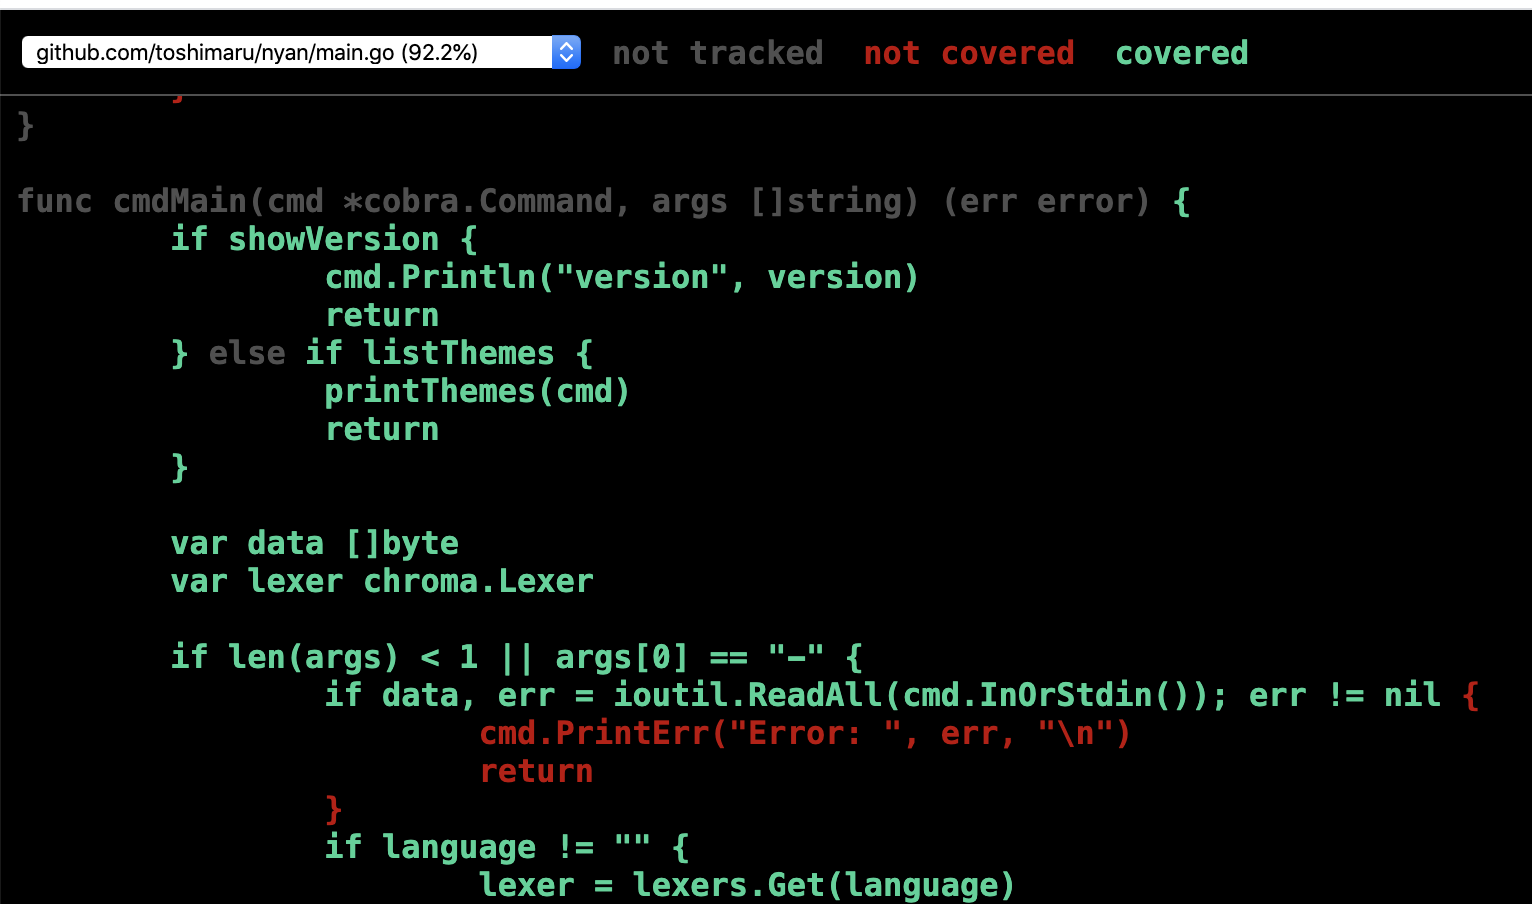 github.com/toshimaru/nyan/main.go (92.2%) not tracked not covered covered
}
}
func cmdMain(cmd *cobra.Command, args []string) (err error) {
if showVersion {
cmd.Println("version", version)
return
} else if listThemes {
printThemes(cmd)
return
}
var data []byte
var lexer chroma.Lexer
if len(args) < 1 || args[0] == "-" {
if data, err = ioutil.ReadAll(cmd.InOrStdin()); err != nil {
cmd.PrintErr("Error: ", err, "\n")
return
}
if language != "" {
lexer = lexers.Get(language)